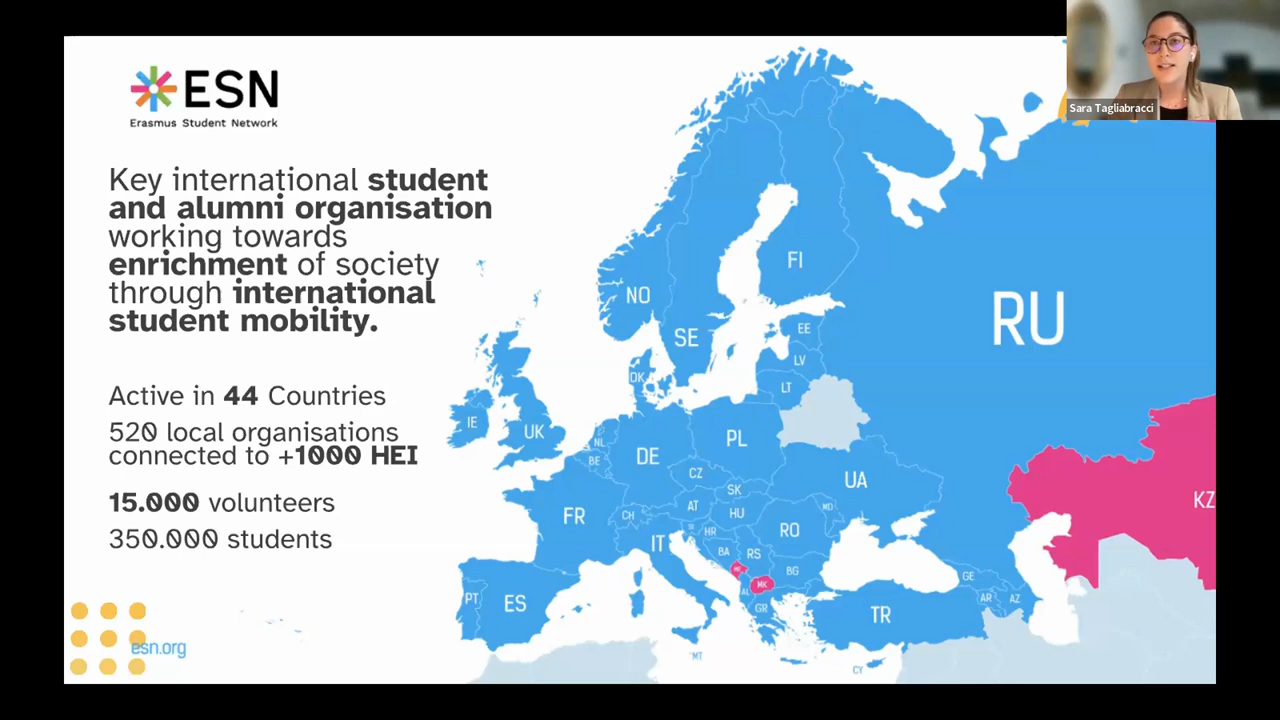 ESN
Erasmus Student Network
Sara Tagliabracci
Key international student
and alumni organisation
working towards
enrichment of society
through international
student mobility.
Active in 44 Countries
520 local organisations
connected to +1000 HEI
15.000 volunteers
350.000 students
esn.org
FI
NO
RU
SE
EE
LV
DK
LT
IE
UK
NL
PL
DE
BE
CZ
UA
SK
KZ
AT
HU
FR
CH
MD
RO
SI
HR
IT
BA
RS
ME
BG
GE
MK
AL
PT
ES
GR
AR
AZ
TR
MT
CY